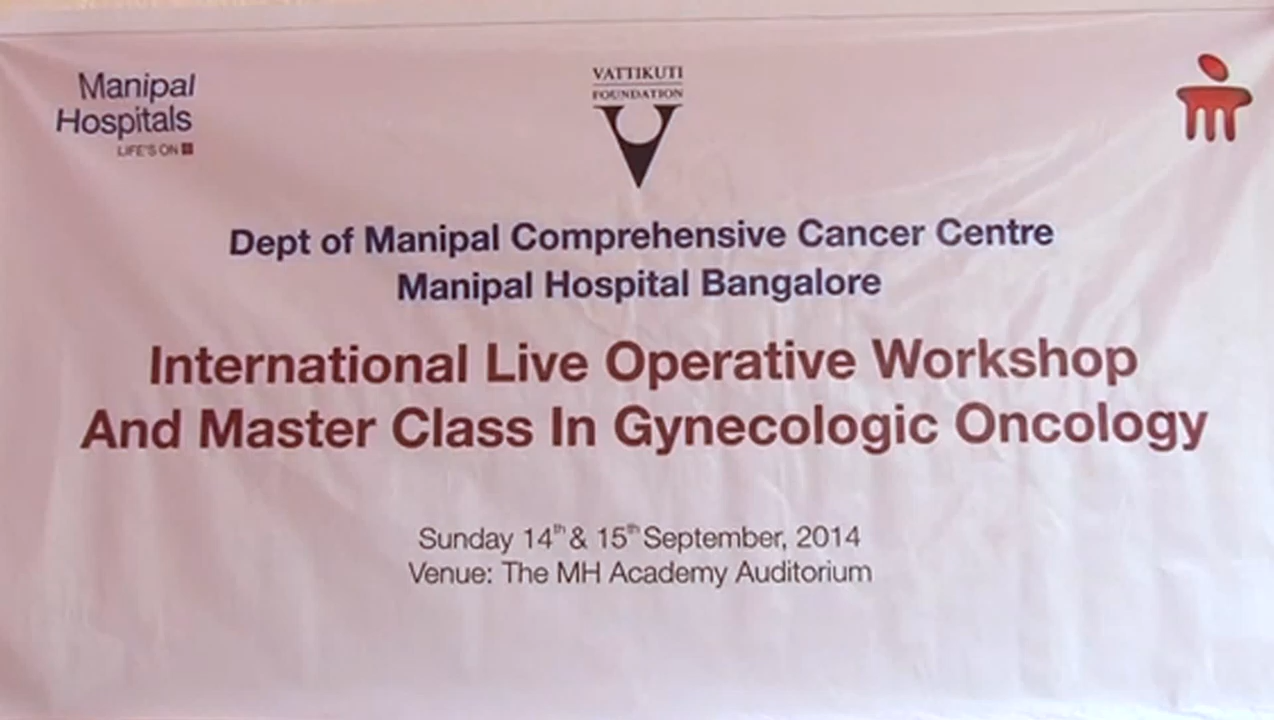 Manipal
Hospitals
LIFE'S ON
VATTIKUTI
FOUNDATION
Dept of Manipal Comprehensive Cancer Centre
Manipal Hospital Bangalore
International Live Operative Workshop
And Master Class In Gynecologic Oncology
Sunday 14th & 15th September, 2014
Venue: The MH Academy Auditorium